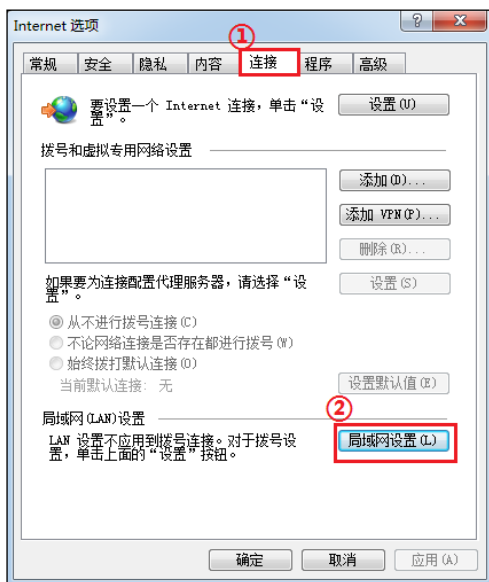 Internet 选项
①
常规 安全 隐私 内容 连接 程序 高级
要设置一个 Internet 连接，单击“设
置”。
设置(U)
拨号和虚拟专用网络设置
添加(D)...
添加 VPN(P)...
删除(R)...
如果要为连接配置代理服务器，请选择“设
置”。
设置(S)
从不进行拨号连接(C)
不论网络连接是否存在都进行拨号(W)
始终拨打默认连接(O)
当前默认连接: 无
设置默认值(E)
局域网(LAN)设置
②
LAN 设置不应用到拨号连接。对于拨号设
置，单击上面的“设置”按钮。
局域网设置(L)
确定 取消 应用(A)